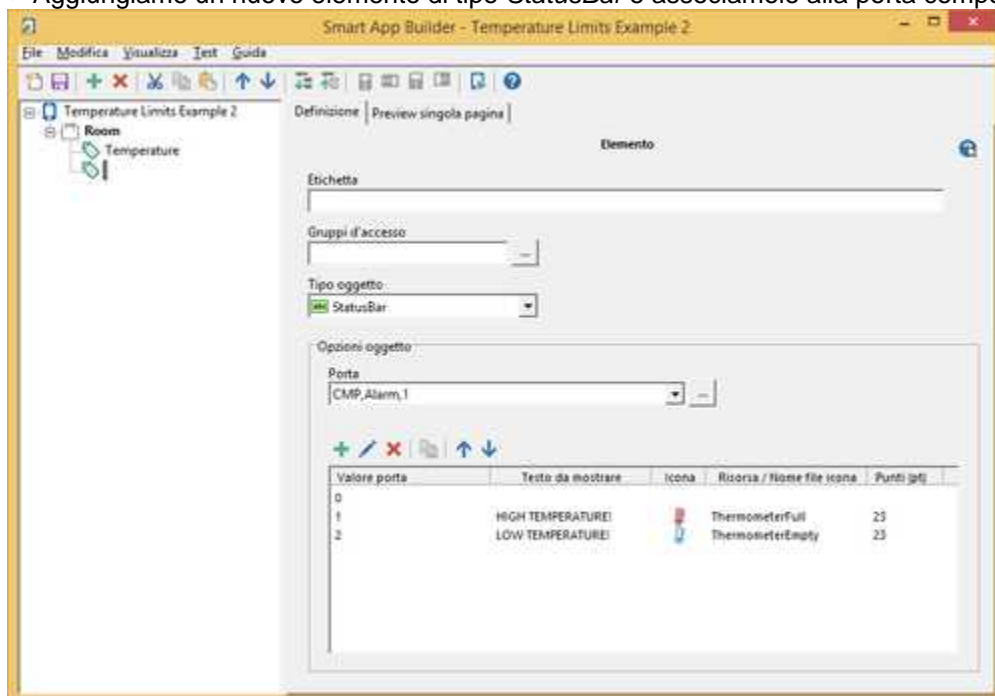 Aggiungiamo un nuovo elemento di tipo StatusBar e associamolo alla porta
Smart App Builder - Temperature Limits Example 2
File Modifica Visualizza Test Guida
Temperature Limits Example 2
Room
Temperature
Definizione Preview singola pagina
Elemento
Etichetta
Gruppi d'accesso
...
Tipo oggetto
StatusBar
Opzioni oggetto
Porta
CMP,Alarm,1
...
Valore porta Testo da mostrare Icona Risorsa / Nome file icona Punti (pt)
0
1 HIGH TEMPERATURE! ThermometerFull 23
2 LOW TEMPERATURE! ThermometerEmpty 23